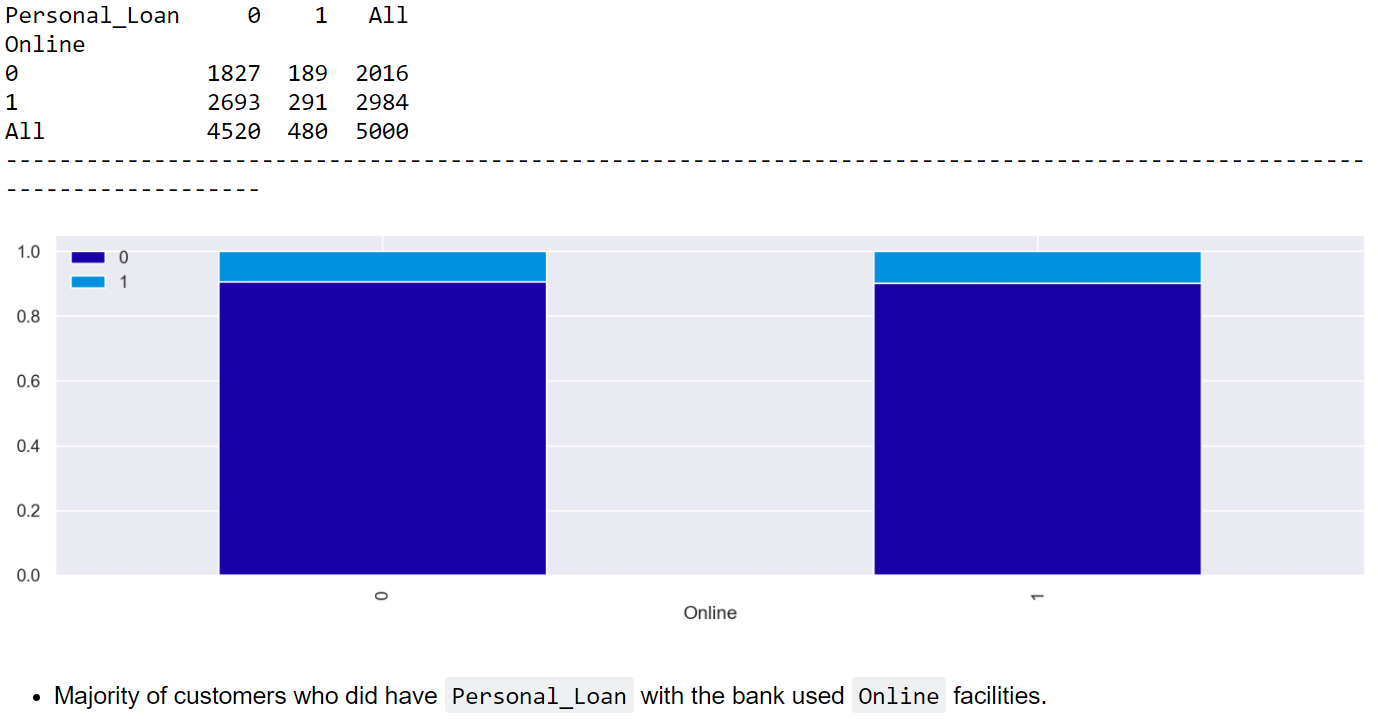 Personal_Loan     0    1   All
Online
0              1827  189  2016
1              2693  291  2984
All            4520  480  5000
------------------------------------------------------------------------------------------------------
-------------------
1.0
0
1
0.8
0.6
0.4
0.2
0.0
0
1
Online
• Majority of customers who did have Personal_Loan with the bank used Online facilities.